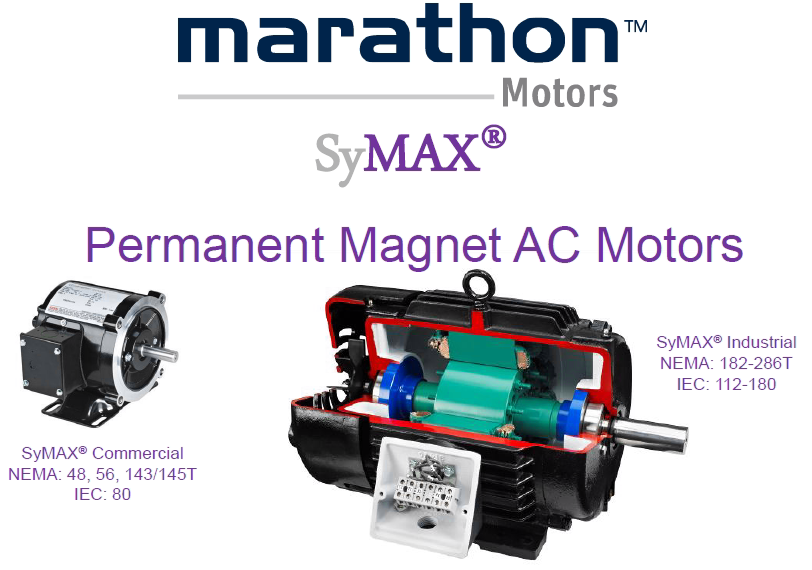 marathon™
Motors
SyMAX®
Permanent Magnet AC Motors
SyMAX® Industrial
NEMA: 182-286T
IEC: 112-180
SyMAX® Commercial
NEMA: 48, 56, 143/145T
IEC: 80